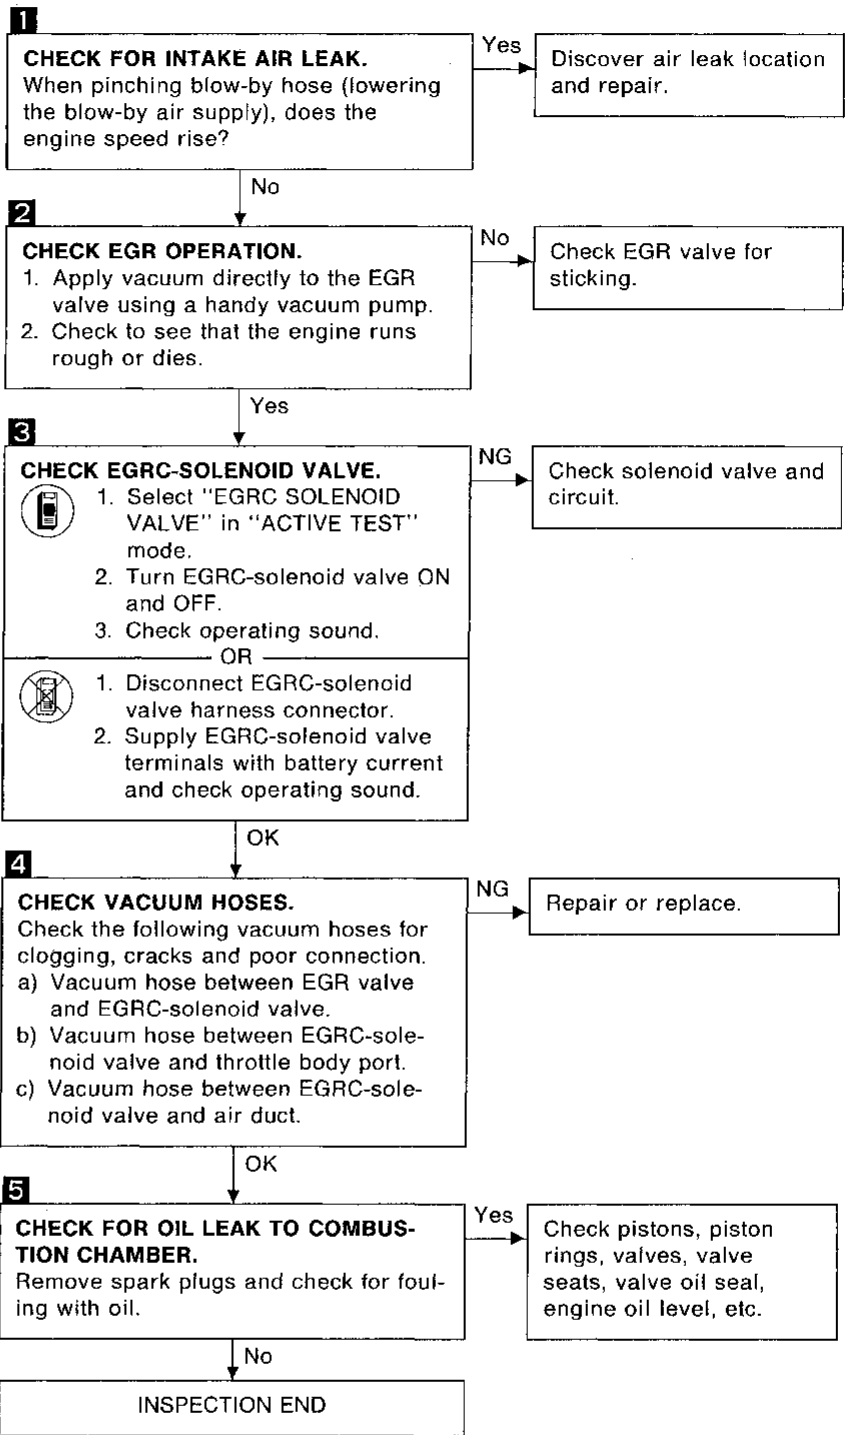 1
CHECK FOR INTAKE AIR LEAK.
When pinching blow-by hose (lowering
the blow-by air supply), does the
engine speed rise?
Yes
Discover air leak location
and repair.
No
2
CHECK EGR OPERATION.
1. Apply vacuum directly to the EGR
valve using a handy vacuum pump.
2. Check to see that the engine runs
rough or dies.
No
Check EGR valve for
sticking.
Yes
3
CHECK EGRC-SOLENOID VALVE.
1. Select "EGRC SOLENOID
VALVE" in "ACTIVE TEST"
mode.
2. Turn EGRC-solenoid valve ON
and OFF.
3. Check operating sound.
OR
1. Disconnect EGRC-solenoid
valve harness connector.
2. Supply EGRC-solenoid valve
terminals with battery current
and check operating sound.
NG
Check solenoid valve and
circuit.
OK
4
CHECK VACUUM HOSES.
Check the following vacuum hoses for
clogging, cracks and poor connection.
a) Vacuum hose between EGR valve
and EGRC-solenoid valve.
b) Vacuum hose between EGRC-sole-
noid valve and throttle body port.
c) Vacuum hose between EGRC-sole-
noid valve and air duct.
NG
Repair or replace.
OK
5
CHECK FOR OIL LEAK TO COMBUS-
TION CHAMBER.
Remove spark plugs and check for foul-
ing with oil.
Yes
Check pistons, piston
rings, valves, valve
seats, valve oil seal,
engine oil level, etc.
No
INSPECTION END